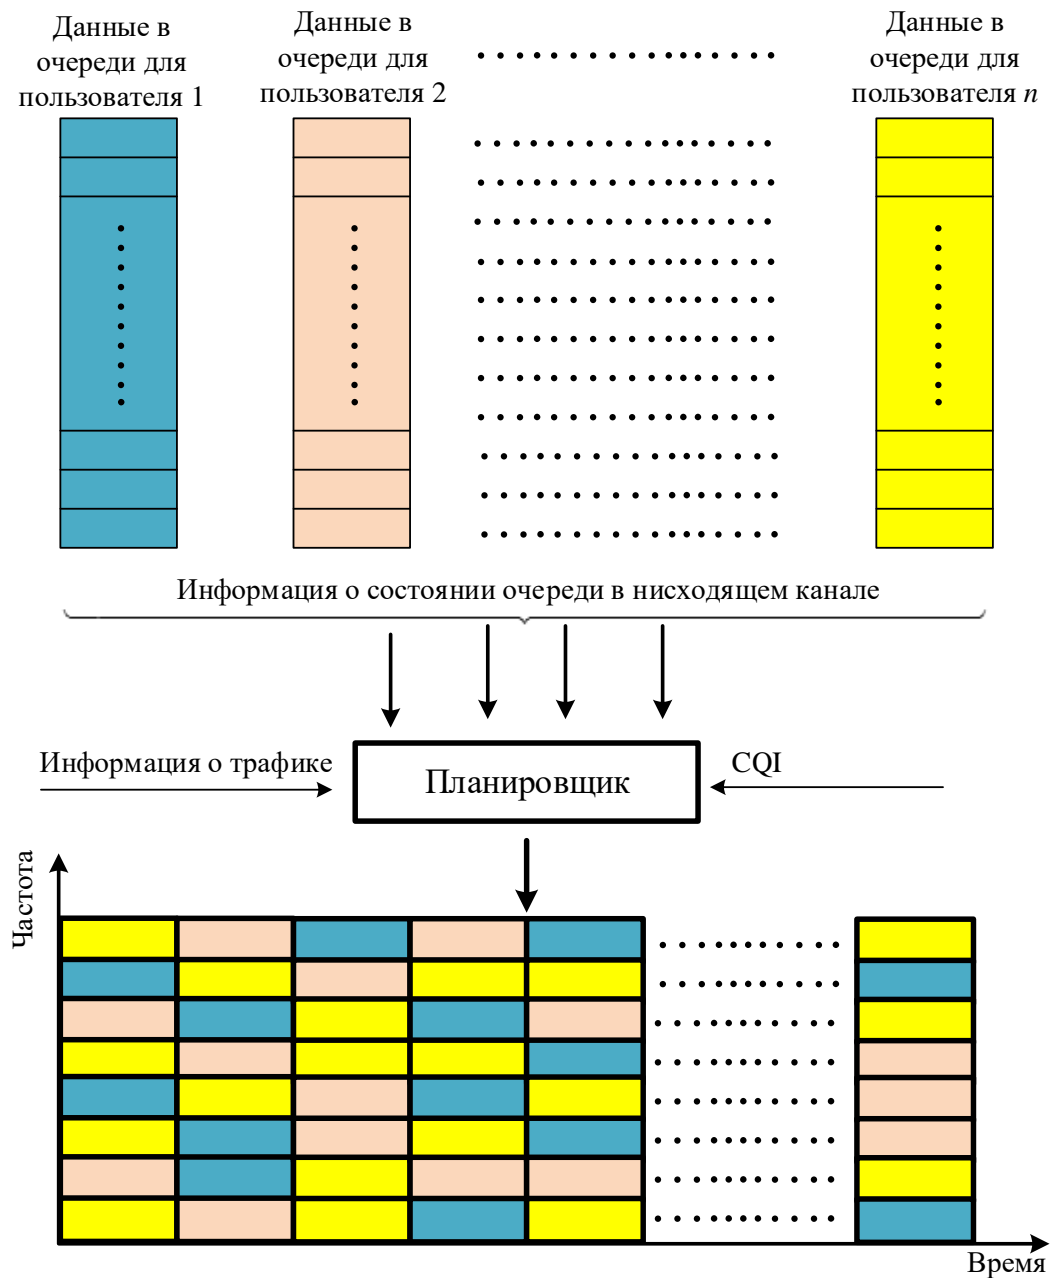 Данные в
очереди для
пользователя 1
Данные в
очереди для
пользователя 2
Данные в
очереди для
пользователя n
Информация о состоянии очереди в нисходящем канале
Информация о трафике
Планировщик
CQI
Частота
Время